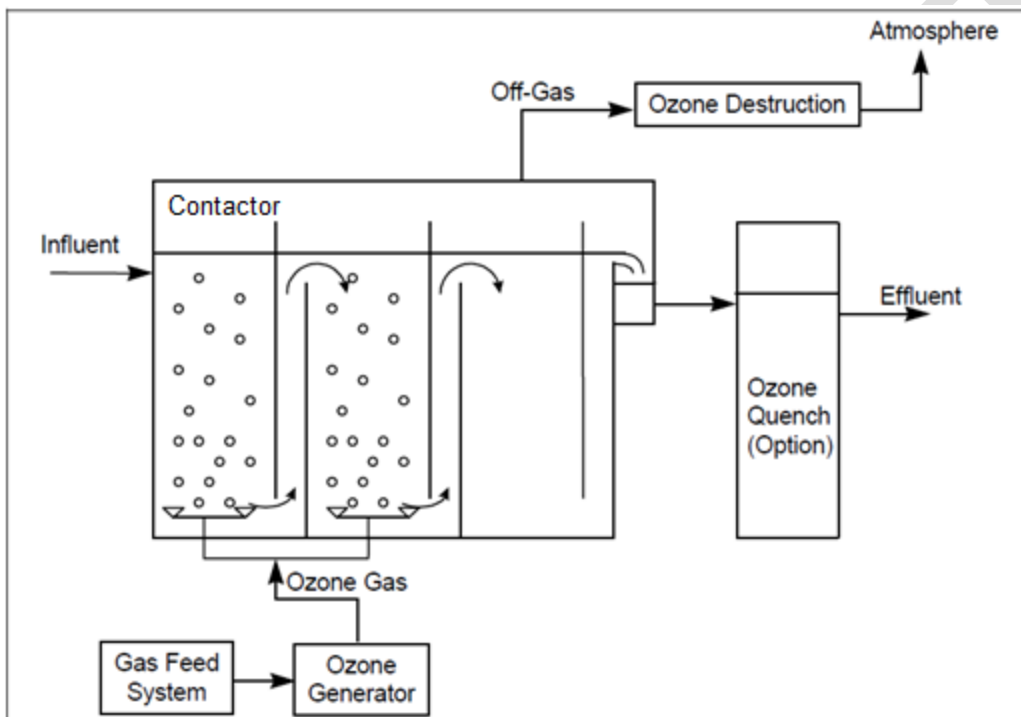 Atmosphere
Off-Gas
Ozone Destruction
Contactor
Influent
Effluent
Ozone
Quench
(Option)
Ozone Gas
Gas Feed
System
Ozone
Generator